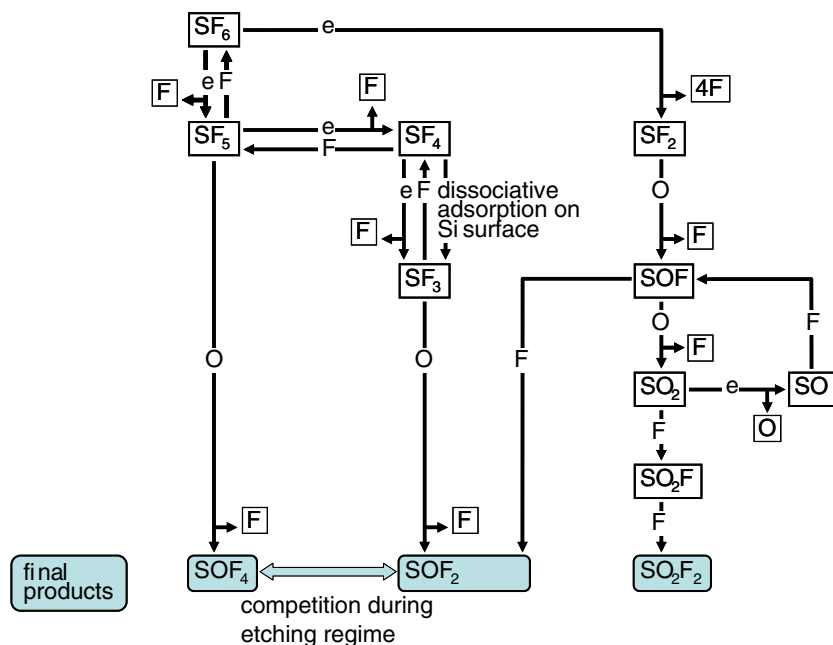 SF₆
e
e F
F
4F
F
SF₅
e
SF₄
SF₂
F
e F
dissociative
adsorption on
Si surface
O
F
F
SF₃
SOF
O
F
F
O
O
F
F
SO₂
e
SO
O
F
SO₂F
F
F
F
final
products
SOF₄
SOF₂
SO₂F₂
competition during
etching regime